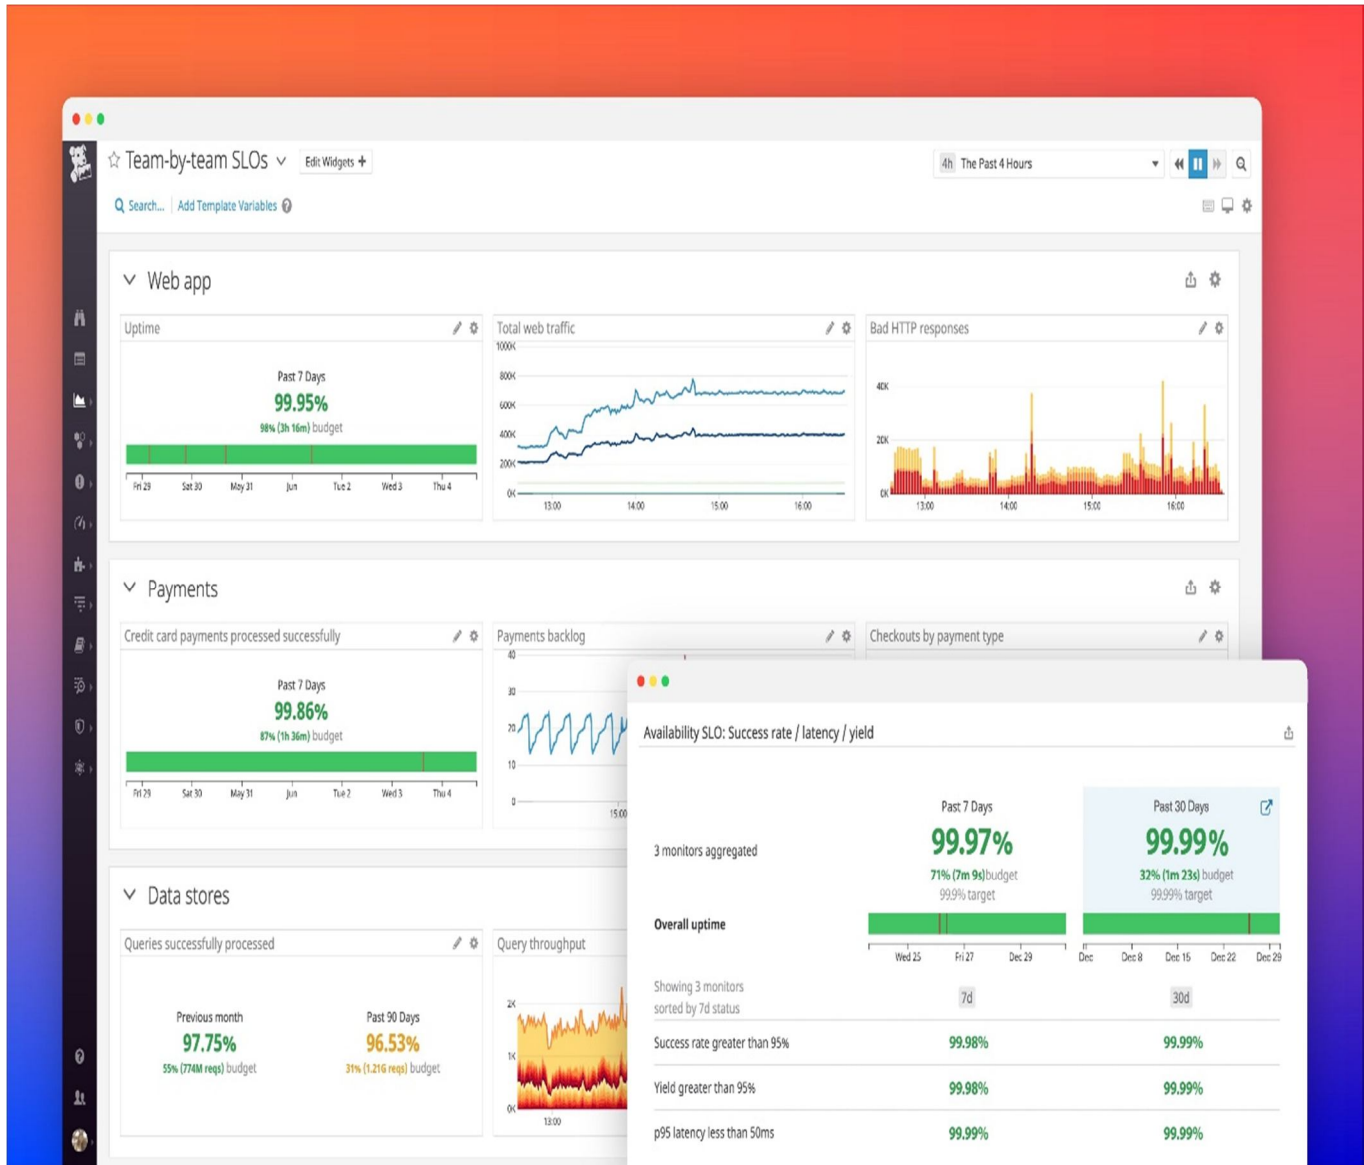 Team-by-team SLOs
Edit Widgets +
4h The Past 4 Hours
Search...
Add Template Variables
Web app
Uptime
Past 7 Days
99.95%
98% (3h 16m) budget
Fri 29 Sat 30 May 31 Jun Tue 2 Wed 3 Thu 4
Total web traffic
1000K
800K
600K
400K
200K
0K
13:00 14:00 15:00 16:00
Bad HTTP responses
40K
20K
0K
13:00 14:00 15:00 16:00
Payments
Credit card payments processed successfully
Past 7 Days
99.86%
87% (1h 36m) budget
Fri 29 Sat 30 May 31 Jun Tue 2 Wed 3 Thu 4
Payments backlog
40
30
20
10
0
15:00
Checkouts by payment type
Data stores
Queries successfully processed
Previous month
97.75%
55% (774M reqs) budget
Past 90 Days
96.53%
31% (1.21G reqs) budget
Query throughput
2K
1K
0K
13:00
Availability SLO: Success rate / latency / yield
3 monitors aggregated
Past 7 Days
99.97%
71% (7m 9s) budget
99.9% target
Past 30 Days
99.99%
32% (1m 23s) budget
99.99% target
Overall uptime
Wed 25 Fri 27 Dec 29
Dec Dec 8 Dec 15 Dec 22 Dec 29
Showing 3 monitors
sorted by 7d status
7d 30d
Success rate greater than 95% 99.98% 99.99%
Yield greater than 95% 99.98% 99.99%
p95 latency less than 50ms 99.99% 99.99%